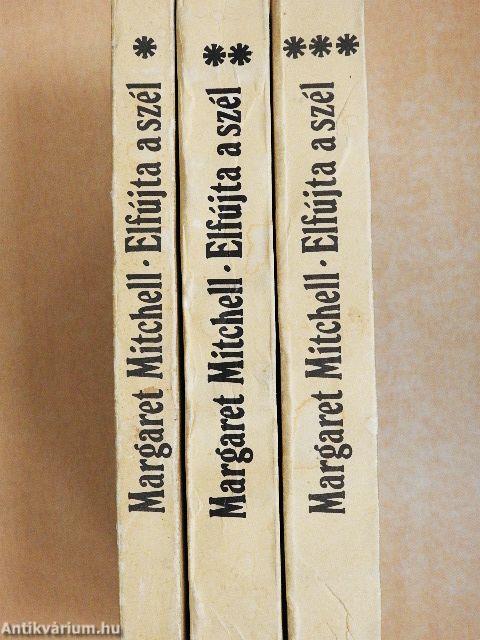 Margaret Mitchell · Elfújta a szél *
Margaret Mitchell · Elfújta a szél **
Margaret Mitchell · Elfújta a szél ***
Antikvárium.hu